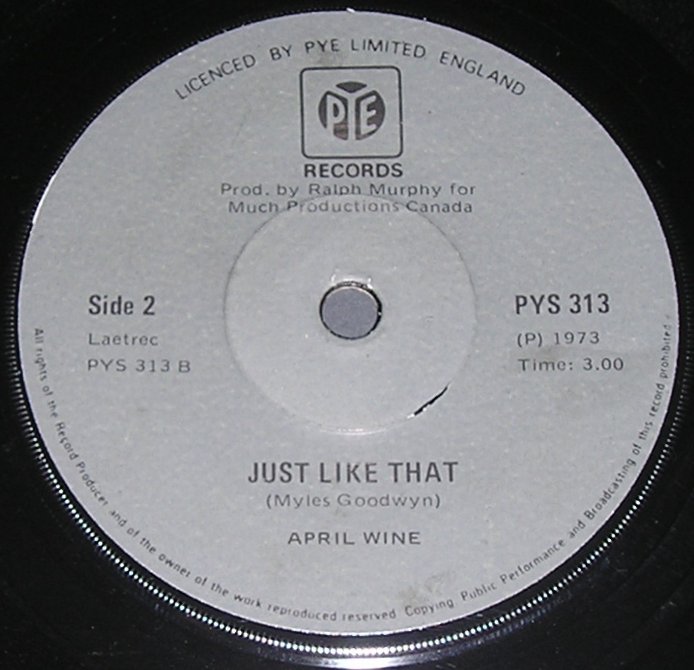 LICENCED BY PYE LIMITED ENGLAND
PYE
RECORDS
Prod. by Ralph Murphy for
Much Productions Canada
Side 2
Laetrec
PYS 313 B
PYS 313
(P) 1973
Time: 3.00
JUST LIKE THAT
(Myles Goodwyn)
APRIL WINE
All rights of the Record Producer and of the owner of the work reproduced reserved Copying Public Performance and Broadcasting of this record prohibited